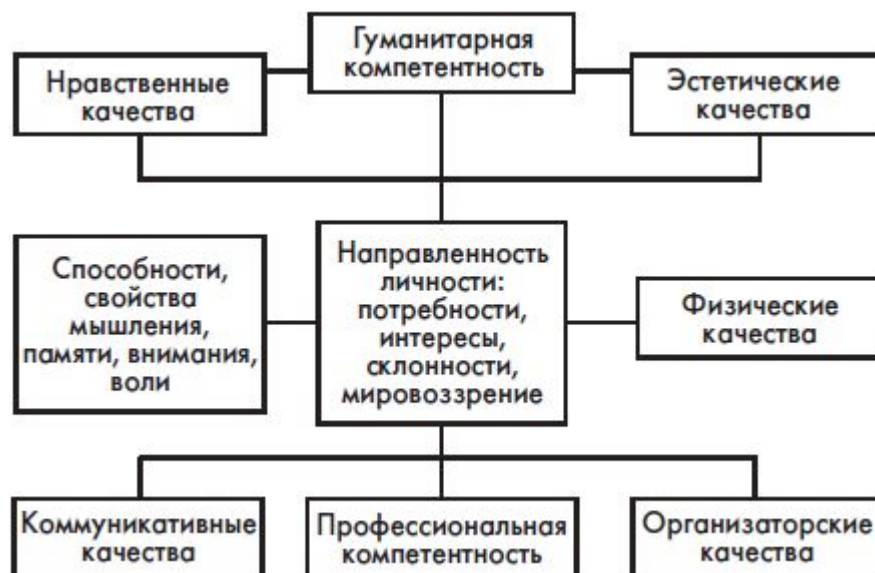 Гуманитарная
компетентность
Нравственные
качества
Эстетические
качества
Способности,
свойства
мышления,
памяти, внимания,
воли
Направленность
личности:
потребности,
интересы,
склонности,
мировоззрение
Физические
качества
Коммуникативные
качества
Профессиональная
компетентность
Организаторские
качества